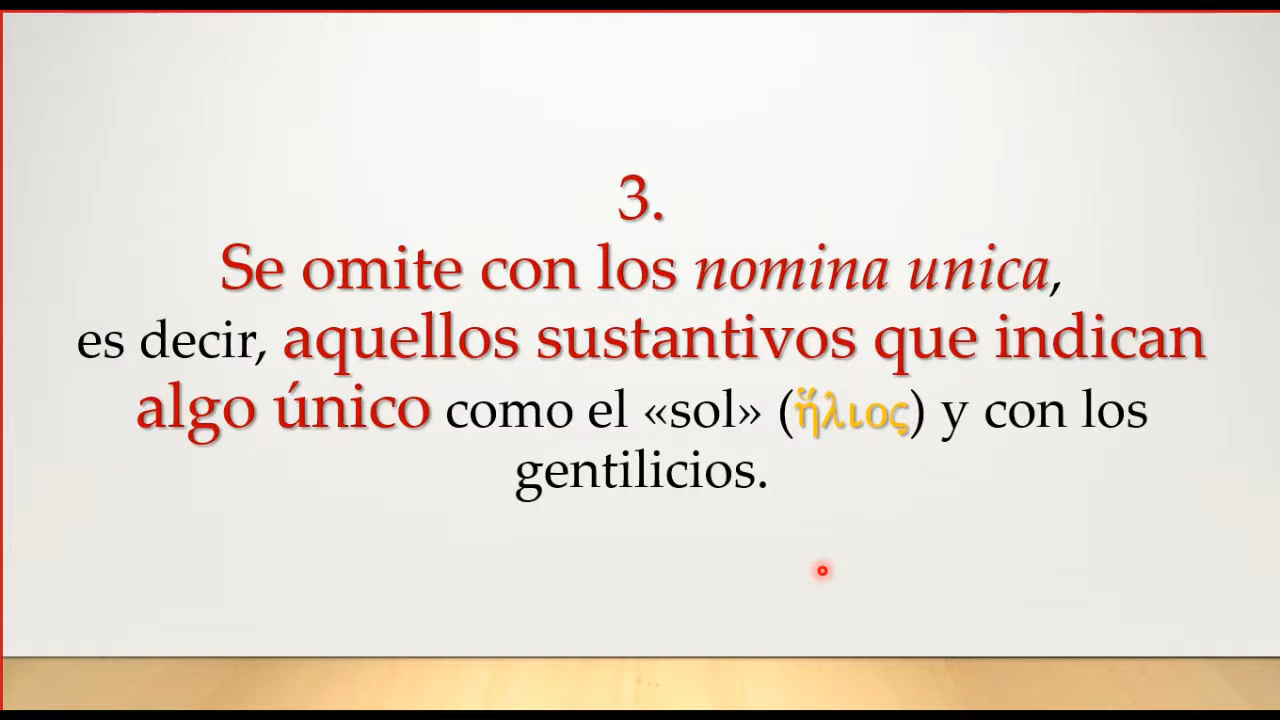 3.
Se omite con los nomina unica,
es decir, aquellos sustantivos que indican
algo único como el «sol» (ἥλιος) y con los
gentilicios.